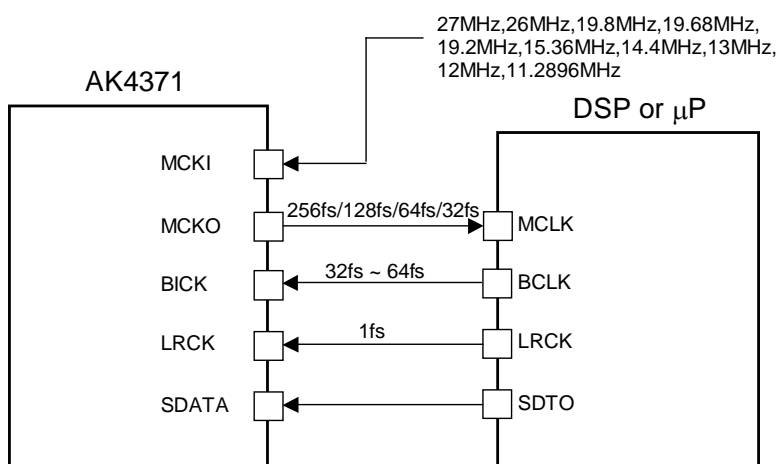 27MHz,26MHz,19.8MHz,19.68MHz,
19.2MHz,15.36MHz,14.4MHz,13MHz,
12MHz,11.2896MHz
AK4371
DSP or μP
MCKI
MCKO
256fs/128fs/64fs/32fs
MCLK
BICK
32fs ~ 64fs
BCLK
LRCK
1fs
LRCK
SDATA
SDTO